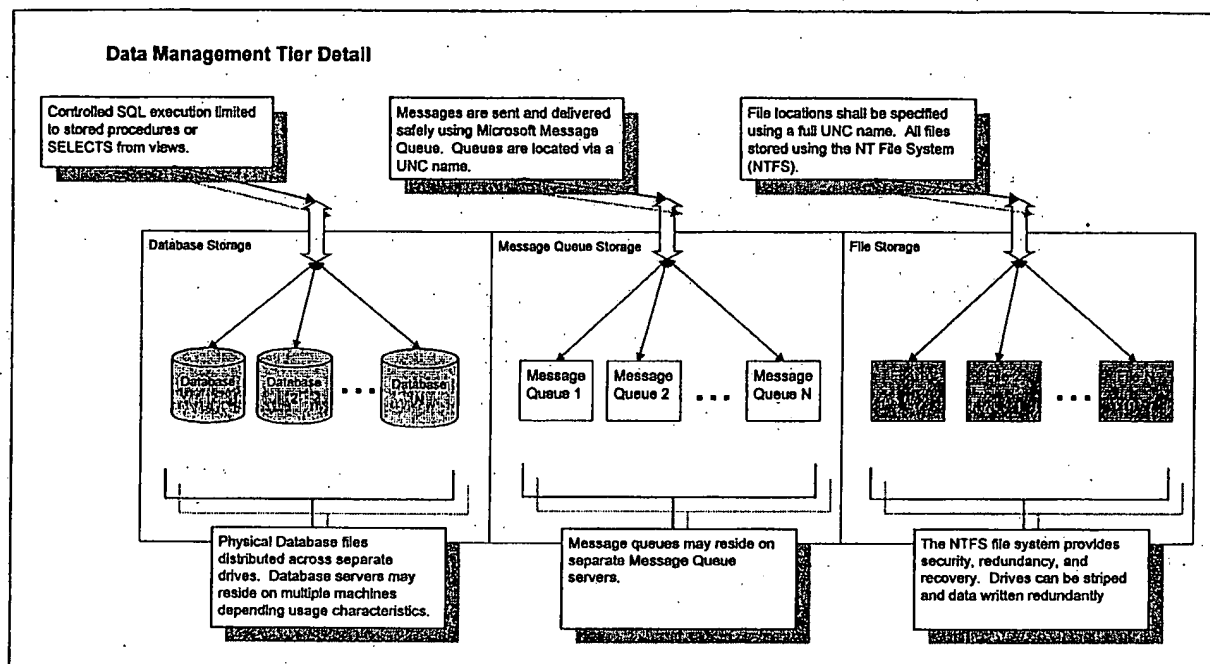 Data Management Tier Detail
Controlled SQL execution limited
to stored procedures or
SELECTS from views.
Messages are sent and delivered
safely using Microsoft Message
Queue. Queues are located via a
UNC name.
File locations shall be specified
using a full UNC name. All files
stored using the NT File System
(NTFS).
Database Storage
Message Queue Storage
File Storage
Database
Database
2
Database
N
Message
Queue 1
Message
Queue 2
Message
Queue N
Physical Database files
distributed across separate
drives. Database servers may
reside on multiple machines
depending usage characteristics.
Message queues may reside on
separate Message Queue
servers.
The NTFS file system provides
security, redundancy, and
recovery. Drives can be striped
and data written redundantly